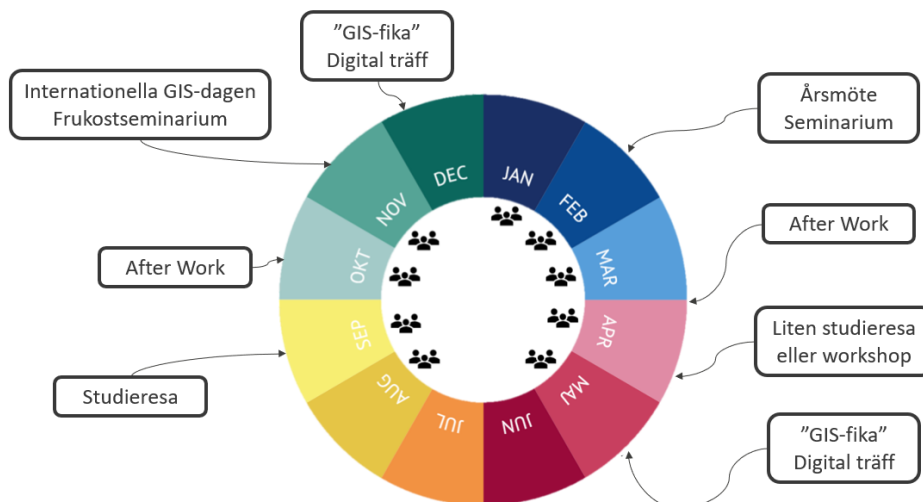 ”GIS-fika”
Digital träff
Internationella GIS-dagen
Frukostseminarium
Årsmöte
Seminarium
After Work
After Work
Liten studieresa
eller workshop
Studieresa
”GIS-fika”
Digital träff
JAN
FEB
MAR
APR
MAJ
JUN
JUL
AUG
SEP
OKT
NOV
DEC